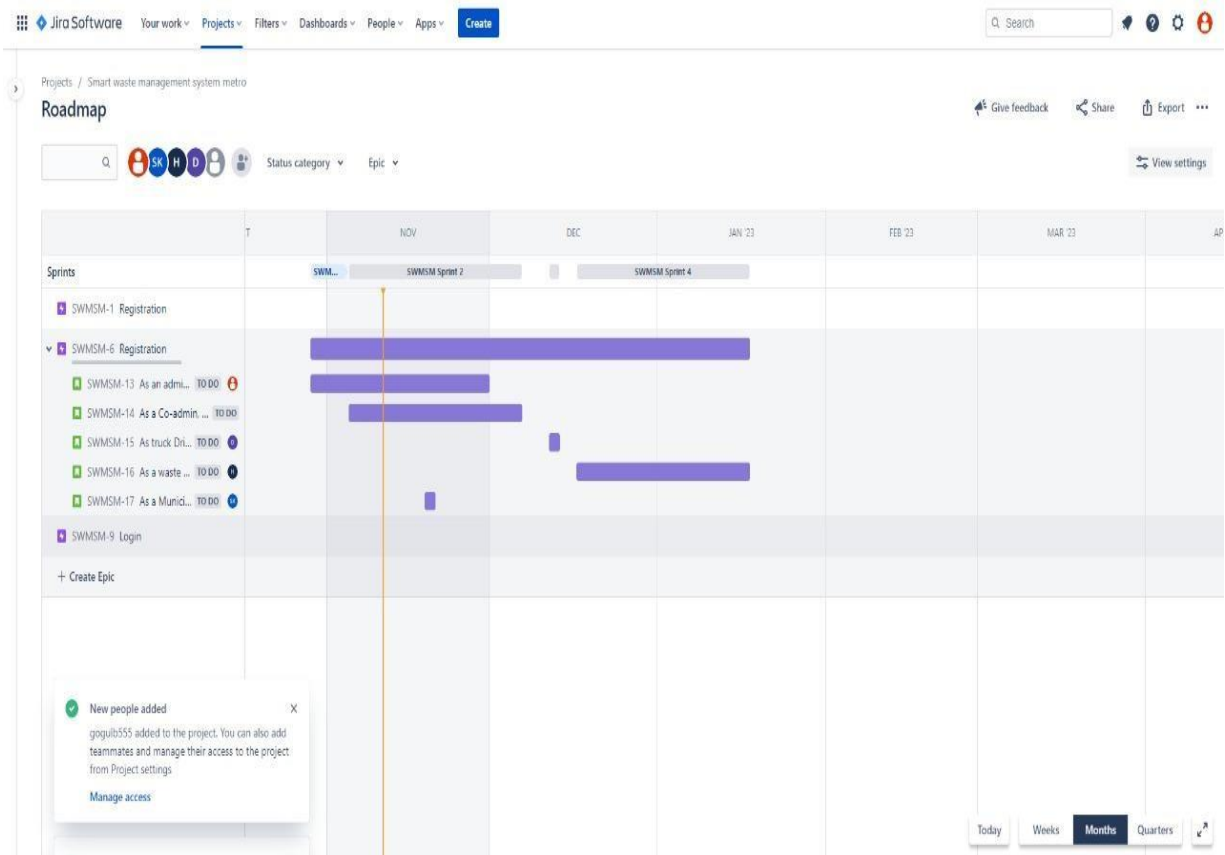 Jira Software Your work Projects Filters Dashboards People Apps Create Search
Projects / Smart waste management system metro
Roadmap
Give feedback Share Export
SK H D Status category Epic View settings
T NOV DEC JAN '23 FEB '23 MAR '23 AP
Sprints SWM... SWMSM Sprint 2 SWMSM Sprint 4
SWMSM-1 Registration
SWMSM-6 Registration
SWMSM-13 As an admi... TO DO
SWMSM-14 As a Co-admin, ... TO DO
SWMSM-15 As truck Dri... TO DO D
SWMSM-16 As a waste ... TO DO H
SWMSM-17 As a Munici... TO DO SK
SWMSM-9 Login
+ Create Epic
New people added
gogulb555 added to the project. You can also add
teammates and manage their access to the project
from Project settings
Manage access
Today Weeks Months Quarters